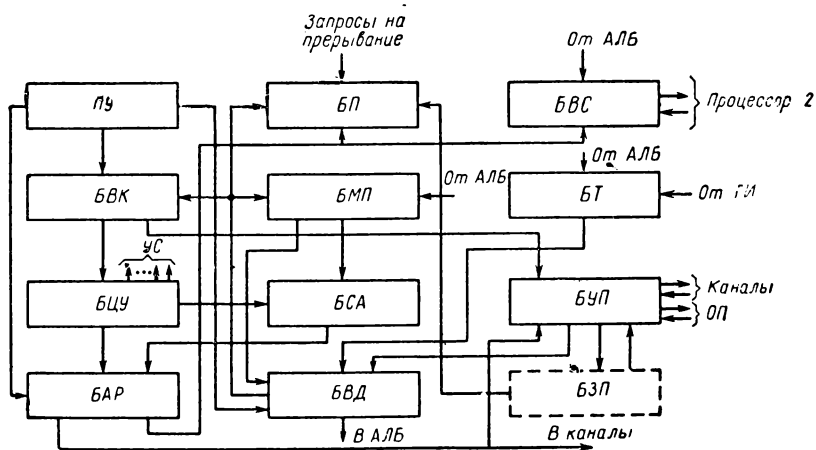 Запросы на
прерывание
От АЛБ
ПУ
БП
БВС
Процессор 2
От АЛБ
БВК
БМП
От АЛБ
БТ
От ГИ
УС
БЦУ
БСА
БУП
Каналы
ОП
БАР
БВД
БЗП
В АЛБ
В каналы